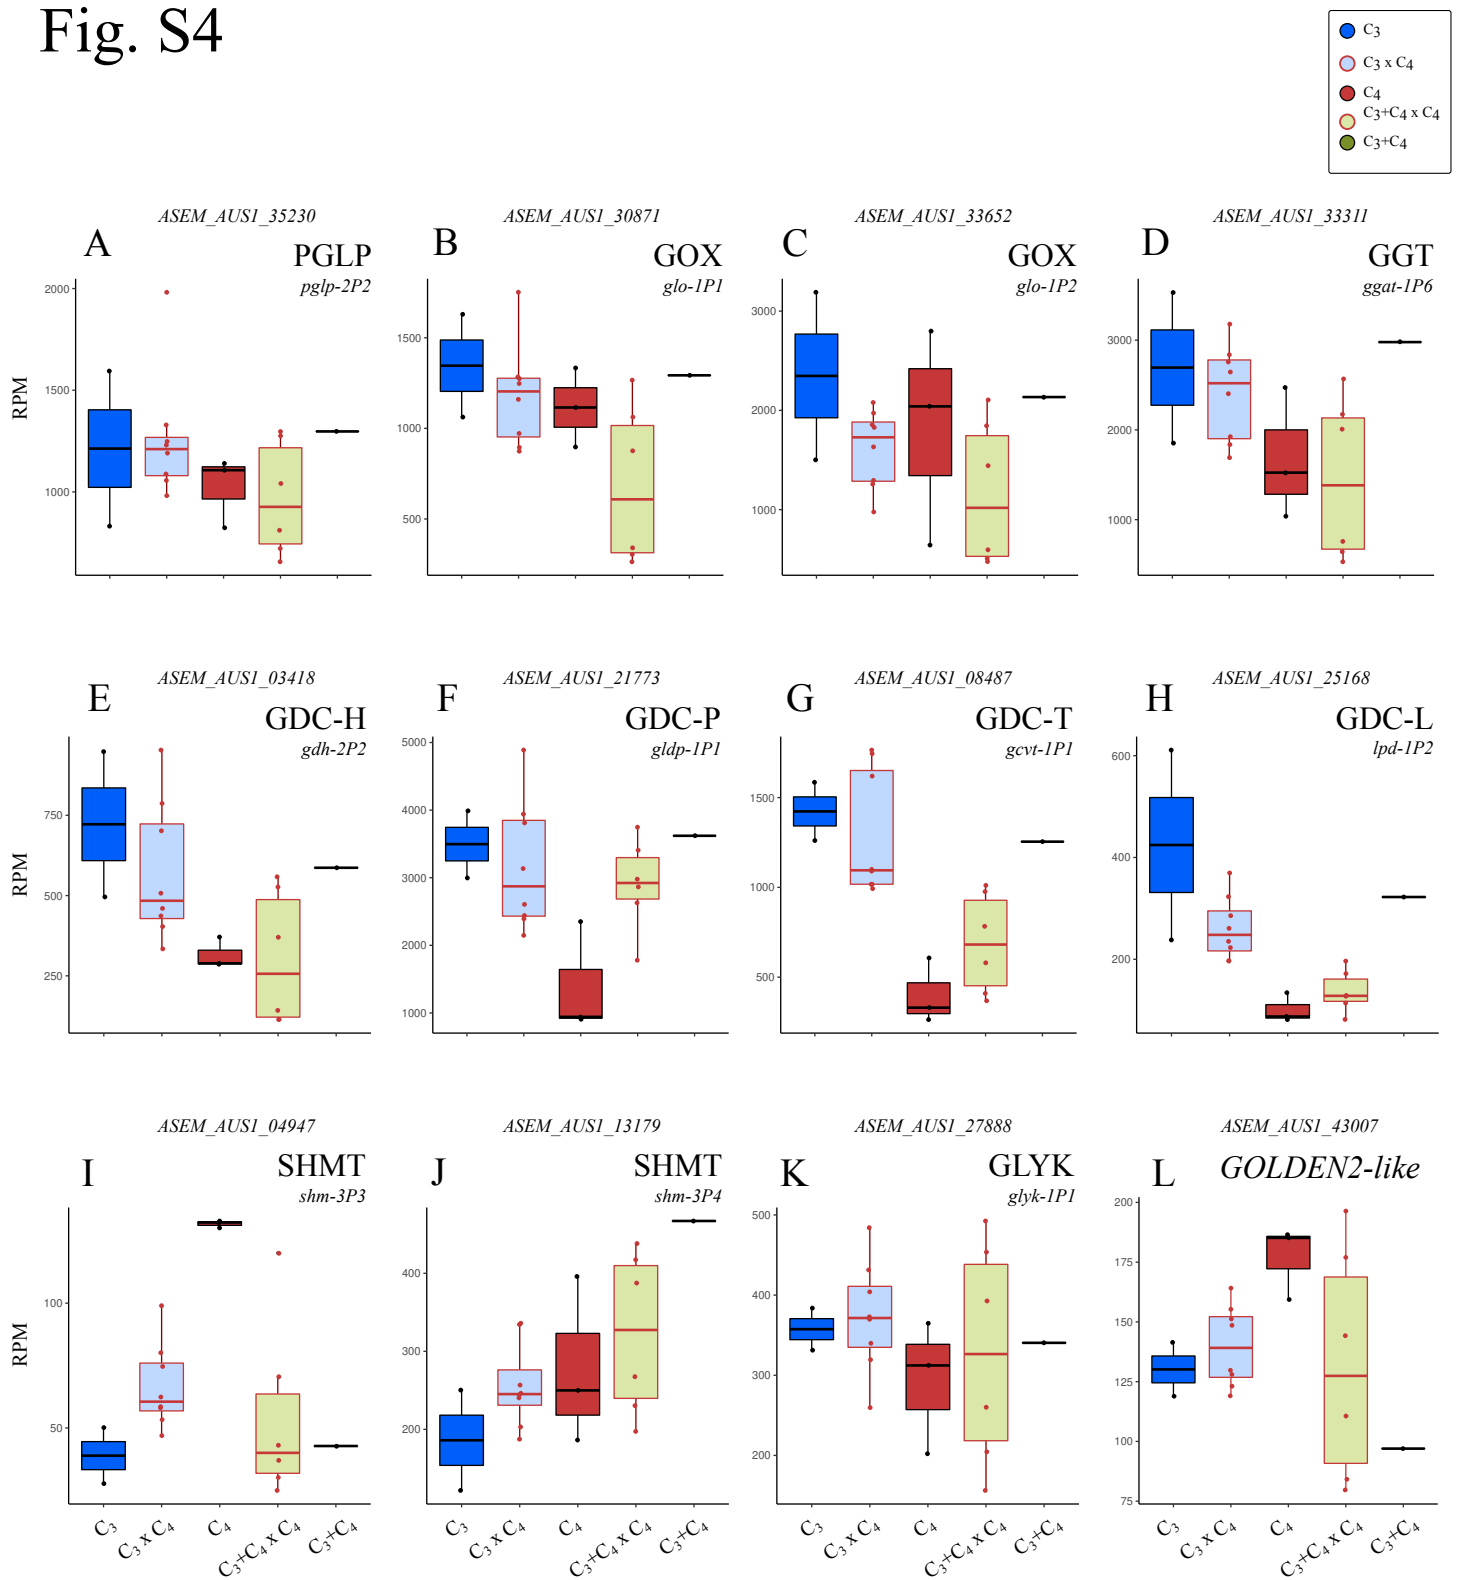 Fig. S4
C3
C3 x C4
C4
C3+C4 x C4
C3+C4
ASEM_AUS1_35230
ASEM_AUS1_30871
ASEM_AUS1_33652
ASEM_AUS1_33311
A
PGLP
pglp-2P2
2000
1500
1000
RPM
B
GOX
glo-1P1
1500
1000
500
C
GOX
glo-1P2
3000
2000
1000
D
GGT
ggat-1P6
3000
2000
1000
ASEM_AUS1_03418
ASEM_AUS1_21773
ASEM_AUS1_08487
ASEM_AUS1_25168
E
GDC-H
gdh-2P2
750
500
250
RPM
F
GDC-P
gldp-1P1
5000
4000
3000
2000
1000
G
GDC-T
gcvt-1P1
1500
1000
500
H
GDC-L
lpd-1P2
600
400
200
ASEM_AUS1_04947
ASEM_AUS1_13179
ASEM_AUS1_27888
ASEM_AUS1_43007
I
SHMT
shm-3P3
100
50
RPM
C3
C3 x C4
C4
C3+C4 x C4
C3+C4
J
SHMT
shm-3P4
400
300
200
C3
C3 x C4
C4
C3+C4 x C4
C3+C4
K
GLYK
glyk-1P1
500
400
300
200
C3
C3 x C4
C4
C3+C4 x C4
C3+C4
L
GOLDEN2-like
200
175
150
125
100
75
C3
C3 x C4
C4
C3+C4 x C4
C3+C4